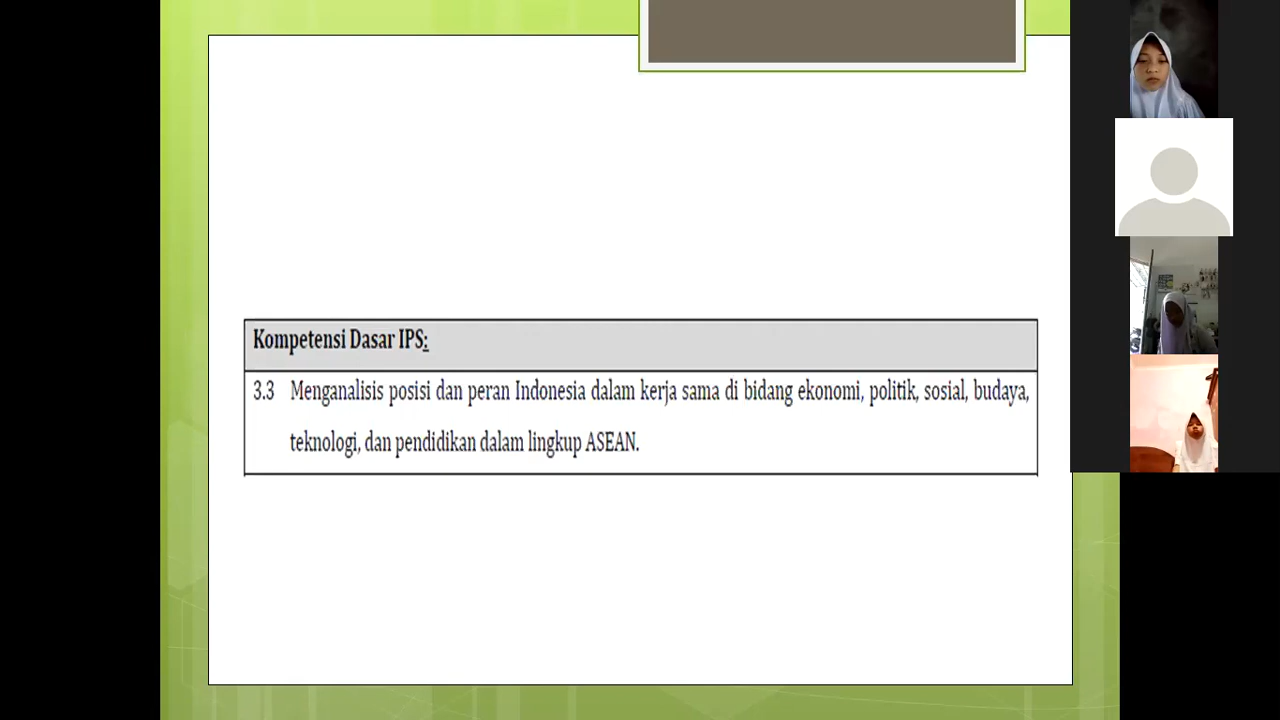 Kompetensi Dasar IPS:
3.3 Menganalisis posisi dan peran Indonesia dalam kerja sama di bidang ekonomi, politik, sosial, budaya,
teknologi, dan pendidikan dalam lingkup ASEAN.